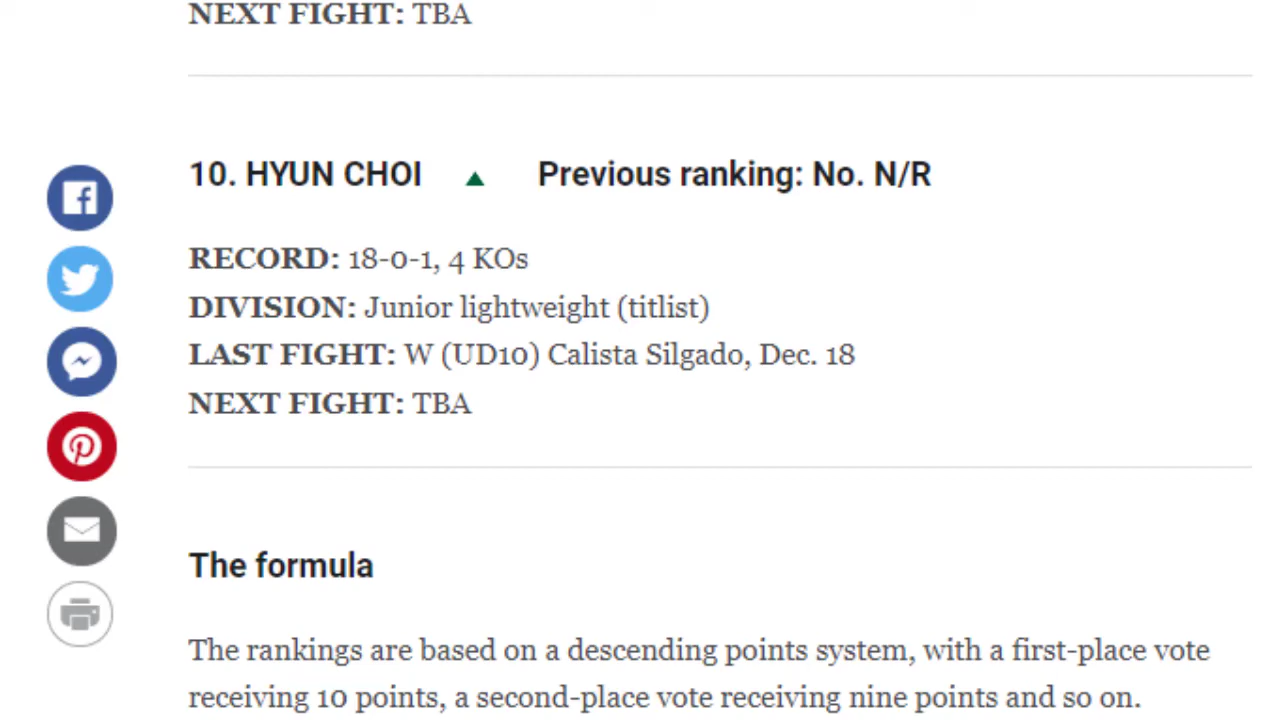 NEXT FIGHT: TBA
10. HYUN CHOI ▲ Previous ranking: No. N/R
RECORD: 18-0-1, 4 KOs
DIVISION: Junior lightweight (titlist)
LAST FIGHT: W (UD10) Calista Silgado, Dec. 18
NEXT FIGHT: TBA
The formula
The rankings are based on a descending points system, with a first-place vote
receiving 10 points, a second-place vote receiving nine points and so on.